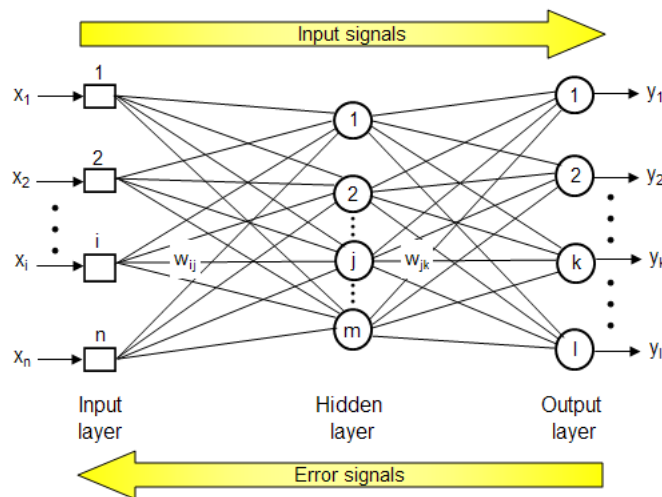 Input signals
1
x1
1
y1
1
2
x2
2
y2
2
i
xi
wij
j
wjk
k
yk
n
xn
m
l
yl
Input layer
Hidden layer
Output layer
Error signals